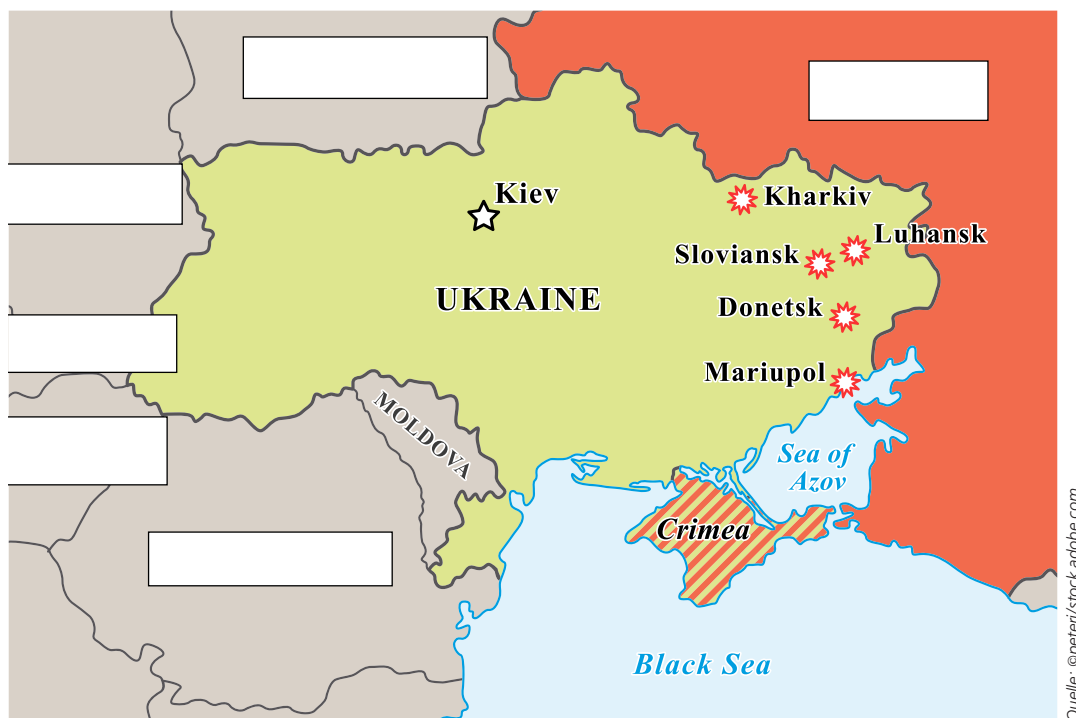 Kiev
Kharkiv
Luhansk
Sloviansk
UKRAINE
Donetsk
Mariupol
MOLDOVA
Sea of
Azov
Crimea
Black Sea
Quelle: ©peteri/stock.adobe.com